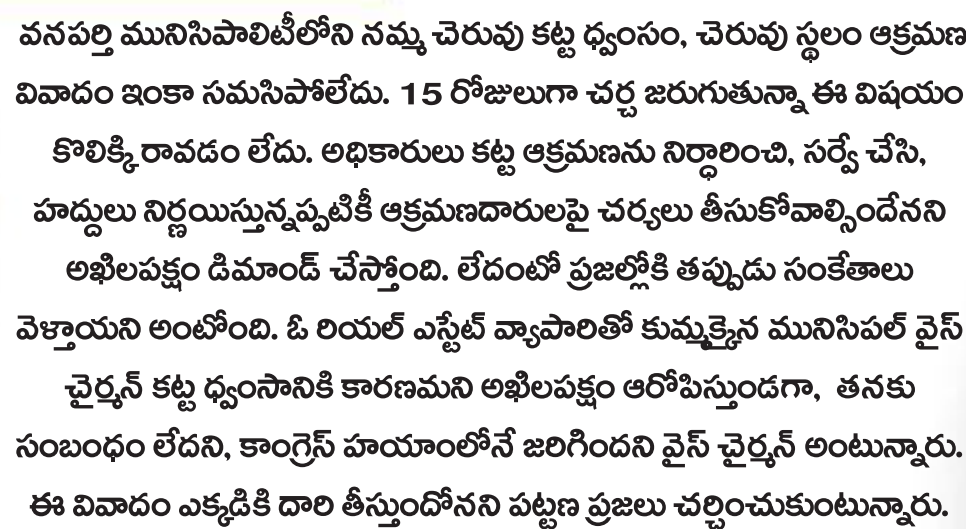 వనపర్తి మునిసిపాలిటీలోని నమ్మ చెరువు కట్ట ధ్వంసం, చెరువు స్థలం ఆక్రమణ
వివాదం ఇంకా సమసిపోలేదు. 15 రోజులుగా చర్చ జరుగుతున్నా ఈ విషయం
కొలిక్కిరావడం లేదు. అధికారులు కట్ట ఆక్రమణను నిర్ధారించి, సర్వే చేసి,
హద్దులు నిర్ణయిస్తున్నప్పటికీ ఆక్రమణదారులపై చర్యలు తీసుకోవాల్సిందేనని
అఖిలపక్షం డిమాండ్ చేస్తోంది. లేదంటో ప్రజల్లోకి తప్పుడు సంకేతాలు
వెళ్తాయని అంటోంది. ఓ రియల్ ఎస్టేట్ వ్యాపారితో కుమ్మక్కైన మునిసిపల్ వైస్
చైర్మన్ కట్ట ధ్వంసానికి కారణమని అఖిలపక్షం ఆరోపిస్తుండగా, తనకు
సంబంధం లేదని, కాంగ్రెస్ హయాంలోనే జరిగిందని వైస్ చైర్మన్ అంటున్నారు.
ఈ వివాదం ఎక్కడికి దారి తీస్తుందోనని పట్టణ ప్రజలు చర్చించుకుంటున్నారు.